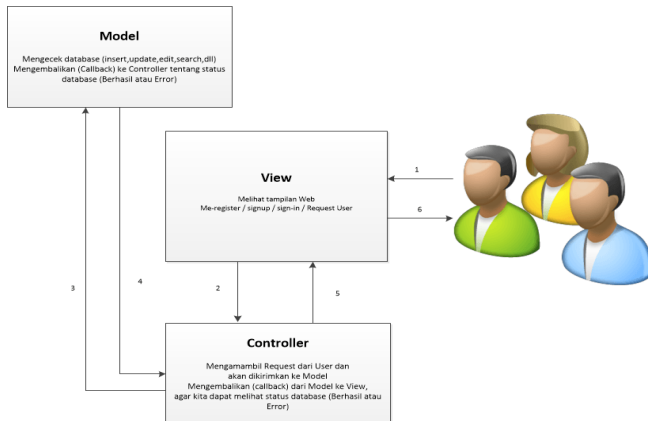 Model
Mengecek database (insert,update,edit,search,dll)
Mengembalikan (Callback) ke Controller tentang status
database (Berhasil atau Error)
View
Melihat tampilan Web
Me-register / signup / sign-in / Request User
1
6
3
4
2
5
Controller
Mengamambil Request dari User dan
akan dikirimkan ke Model
Mengembalikan (callback) dari Model ke View,
agar kita dapat melihat status database (Berhasil atau
Error)